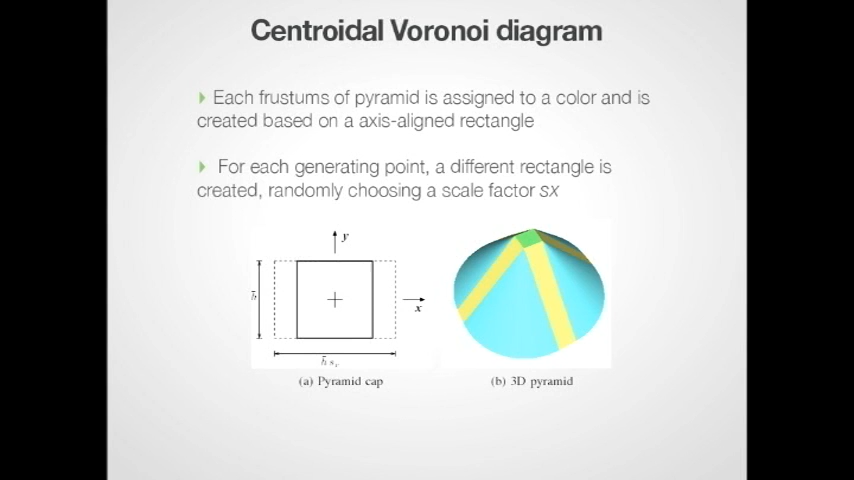 Centroidal Voronoi diagram
Each frustums of pyramid is assigned to a color and is
created based on a axis-aligned rectangle
For each generating point, a different rectangle is
created, randomly choosing a scale factor sx
y
x
(a) Pyramid cap
(b) 3D pyramid